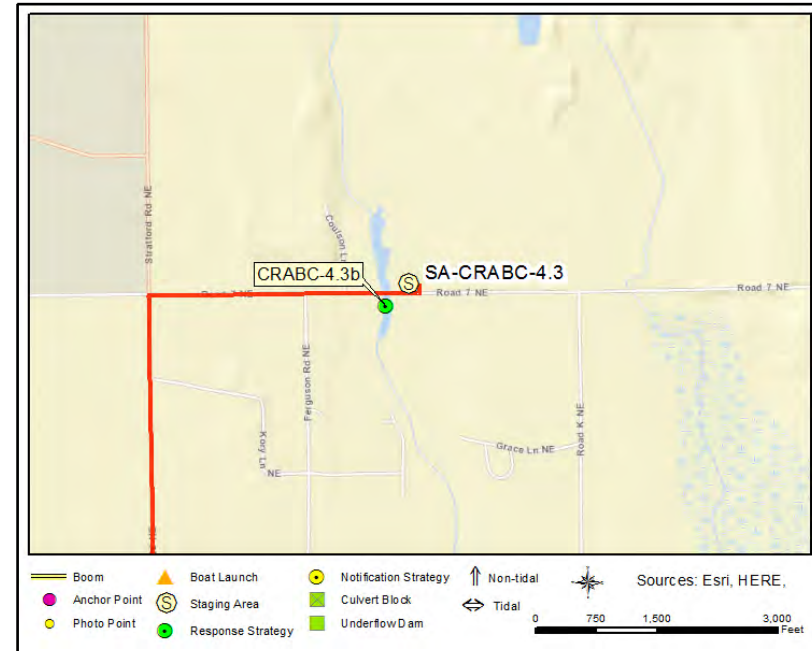 Stratford Rd NE
Coulson Ln
CRABC-4.3b
SA-CRABC-4.3
S
Road 7 NE
Road 7 NE
Ferguson Rd NE
Kory Ln
NE
Grace Ln NE
Road K NE
NE
Boom
Boat Launch
Notification Strategy
Non-tidal
Sources: Esri, HERE,
Anchor Point
S
Staging Area
Culvert Block
Tidal
Photo Point
Response Strategy
Underflow Dam
0 750 1,500 3,000
Feet